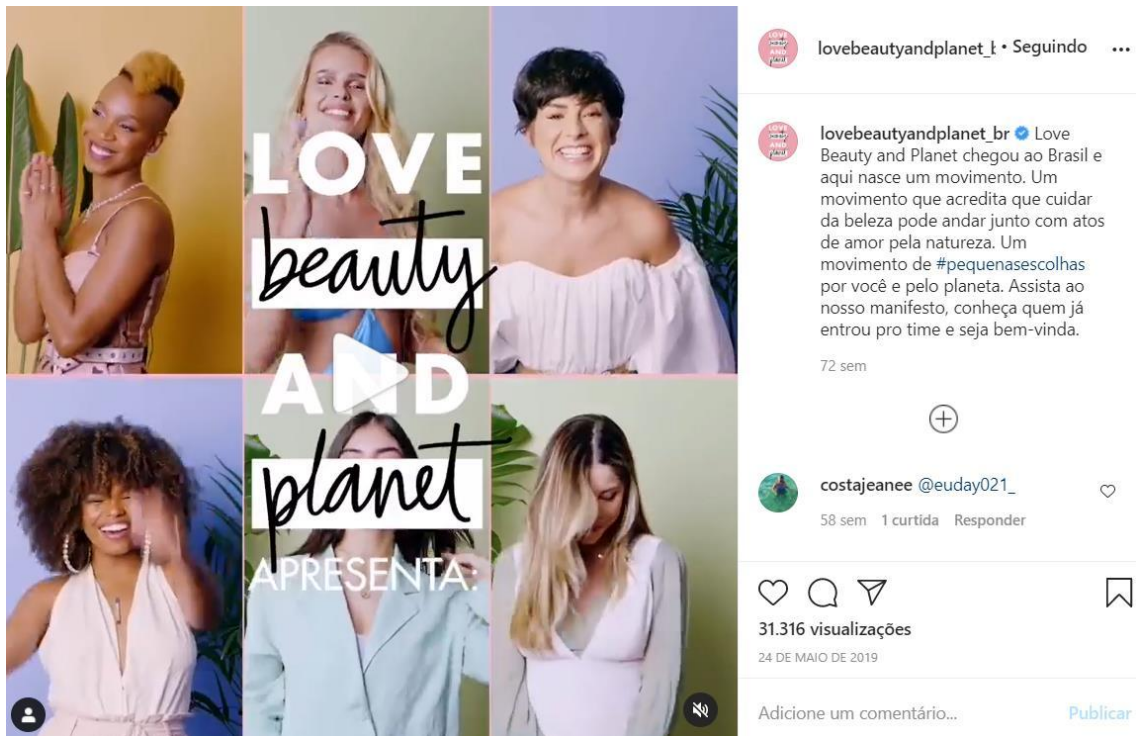 LOVE
beauty
AND
planet
APRESENTA:
lovebeautyandplanet_b • Seguindo ...
lovebeautyandplanet_br Love
Beauty and Planet chegou ao Brasil e
aqui nasce um movimento. Um
movimento que acredita que cuidar
da beleza pode andar junto com atos
de amor pela natureza. Um
movimento de #pequenasescolhas
por você e pelo planeta. Assista ao
nosso manifesto, conheça quem já
entrou pro time e seja bem-vinda.
72 sem
costajeanee @euday021_
58 sem 1 curtida Responder
31.316 visualizações
24 DE MAIO DE 2019
Adicione um comentário... Publicar